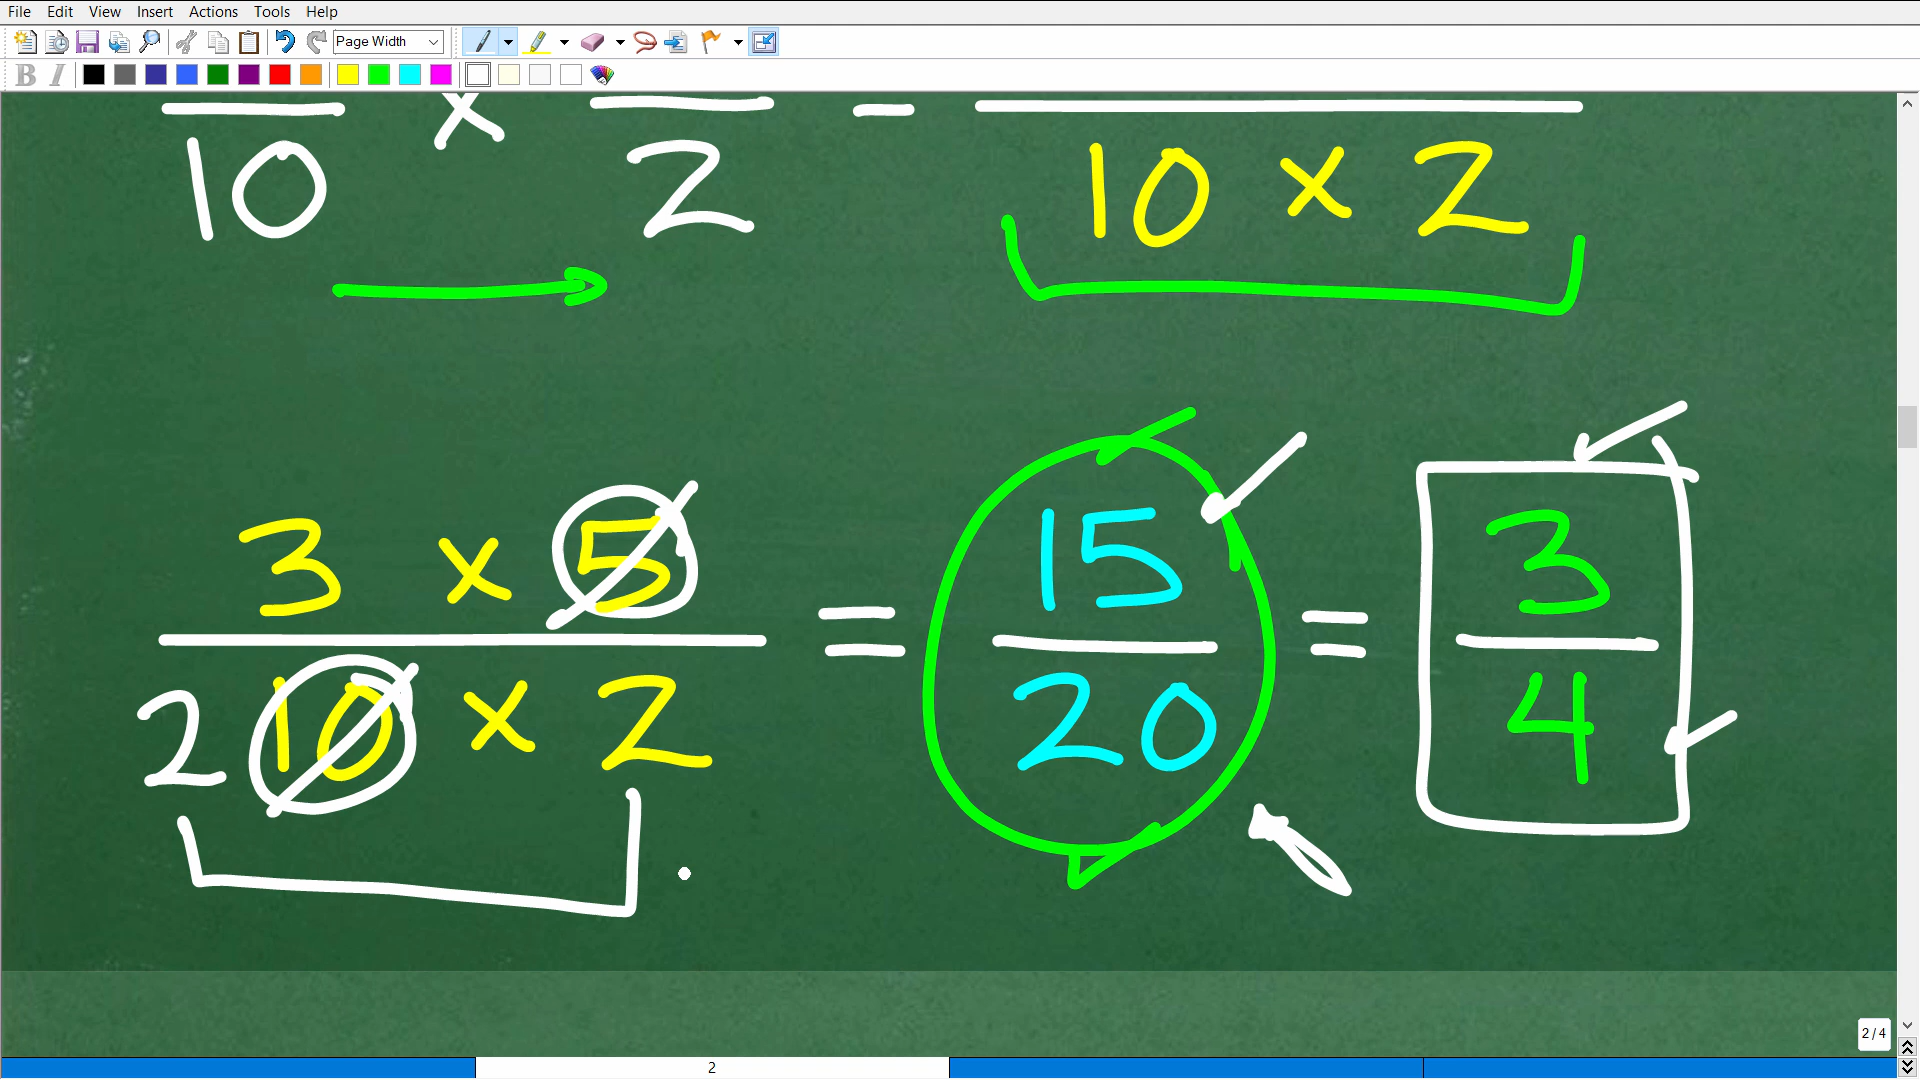 File Edit View Insert Actions Tools Help
Page Width
B I
× =
10 2 10 × 2
3 × 5 = 15 = 3
2 10 × 2 20 4
2 / 4
2